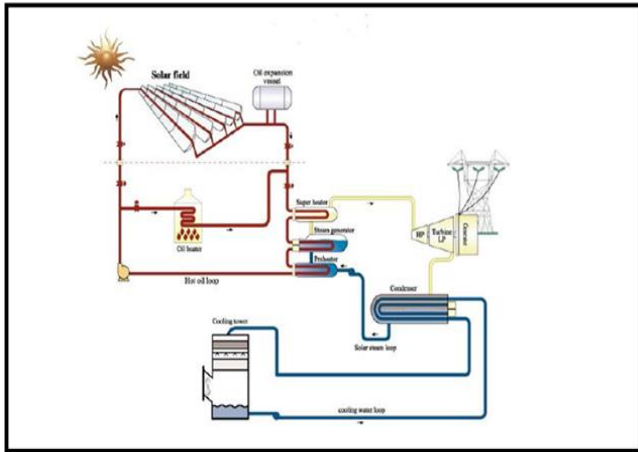 Solar field
Oil expansion
vessel
Super heater
Steam generator
Preheater
HP
Turbine
LP
Generator
Oil heater
Hot oil loop
Condenser
Cooling tower
Solar steam loop
cooling water loop